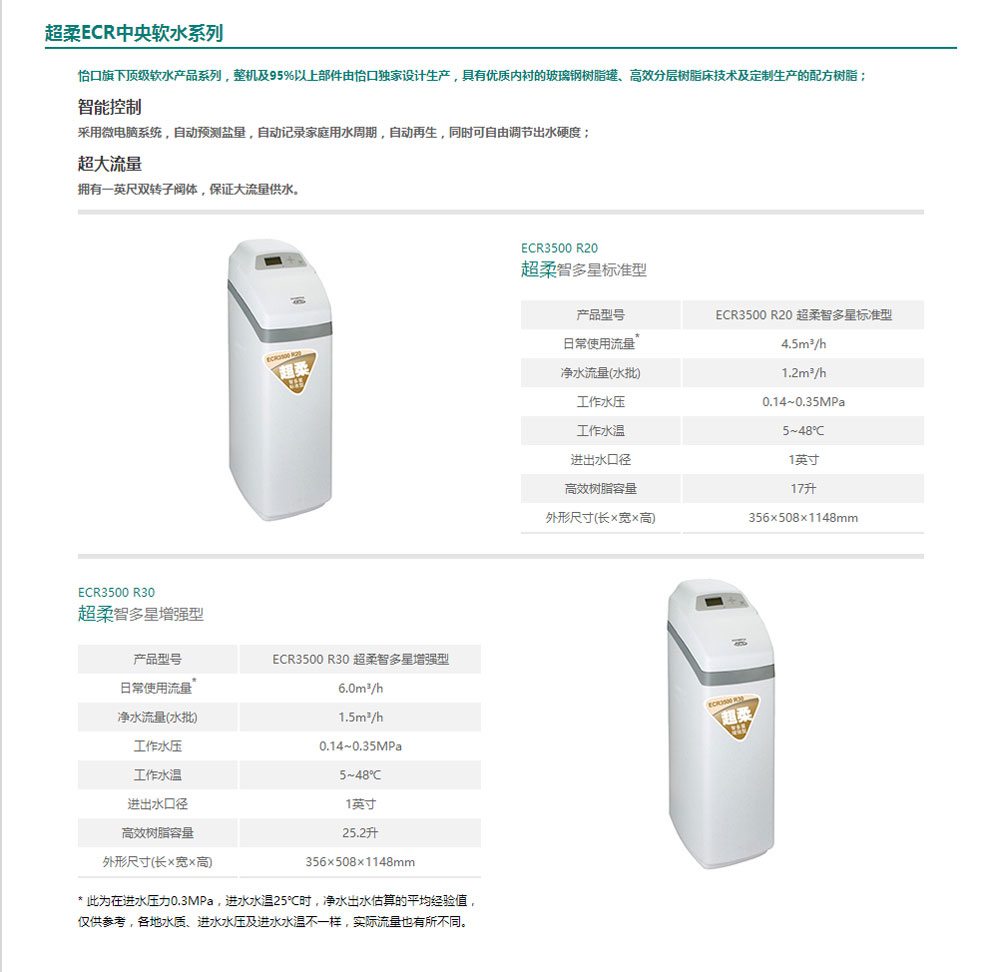 超柔ECR中央软水系列
怡口旗下顶级软水产品系列，整机及95%以上部件由怡口独家设计生产，具有优质内衬的玻璃钢树脂罐、高效分层树脂床技术及定制生产的配方树脂；
智能控制
采用微电脑系统，自动预测盐量，自动记录家庭用水周期，自动再生，同时可自由调节出水硬度；
超大流量
拥有一英尺双转子阀体，保证大流量供水。
ECR3500 R20
超柔智多星标准型
产品型号 ECR3500 R20 超柔智多星标准型
日常使用流量* 4.5m³/h
净水流量(水批) 1.2m³/h
工作水压 0.14~0.35MPa
工作水温 5~48℃
进出水口径 1英寸
高效树脂容量 17升
外形尺寸(长×宽×高) 356×508×1148mm
ECR3500 R20
超柔
智多星
标准型
ECR3500 R30
超柔智多星增强型
产品型号 ECR3500 R30 超柔智多星增强型
日常使用流量* 6.0m³/h
净水流量(水批) 1.5m³/h
工作水压 0.14~0.35MPa
工作水温 5~48℃
进出水口径 1英寸
高效树脂容量 25.2升
外形尺寸(长×宽×高) 356×508×1148mm
ECR3500 R30
超柔
智多星
增强型
* 此为在进水压力0.3MPa，进水水温25℃时，净水出水估算的平均经验值，
仅供参考，各地水质、进水水压及进水水温不一样，实际流量也有所不同。